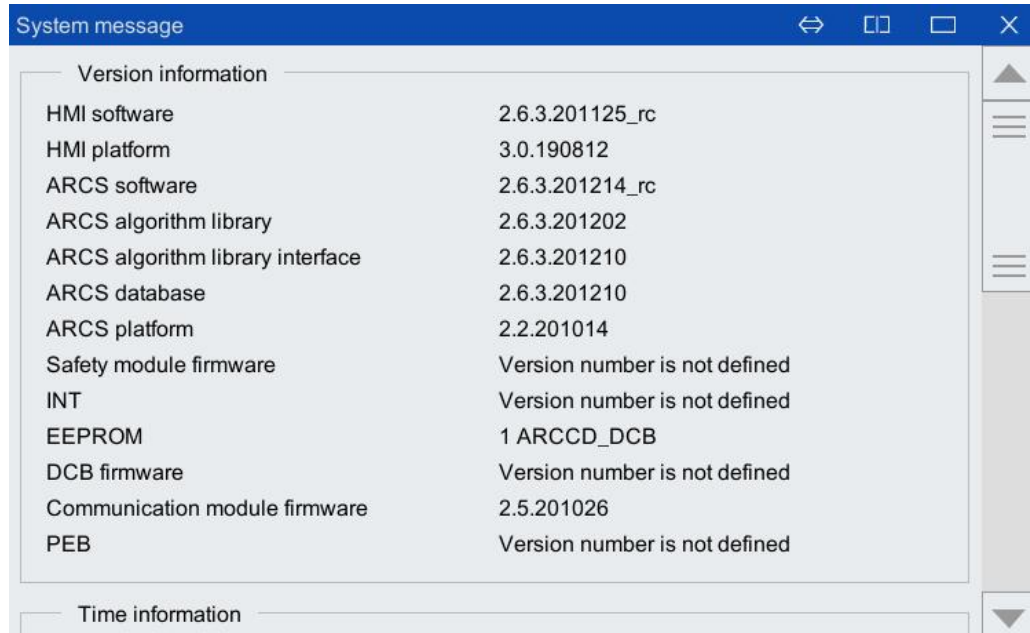 System message
Version information
HMI software 2.6.3.201125_rc
HMI platform 3.0.190812
ARCS software 2.6.3.201214_rc
ARCS algorithm library 2.6.3.201202
ARCS algorithm library interface 2.6.3.201210
ARCS database 2.6.3.201210
ARCS platform 2.2.201014
Safety module firmware Version number is not defined
INT Version number is not defined
EEPROM 1 ARCCD_DCB
DCB firmware Version number is not defined
Communication module firmware 2.5.201026
PEB Version number is not defined
Time information